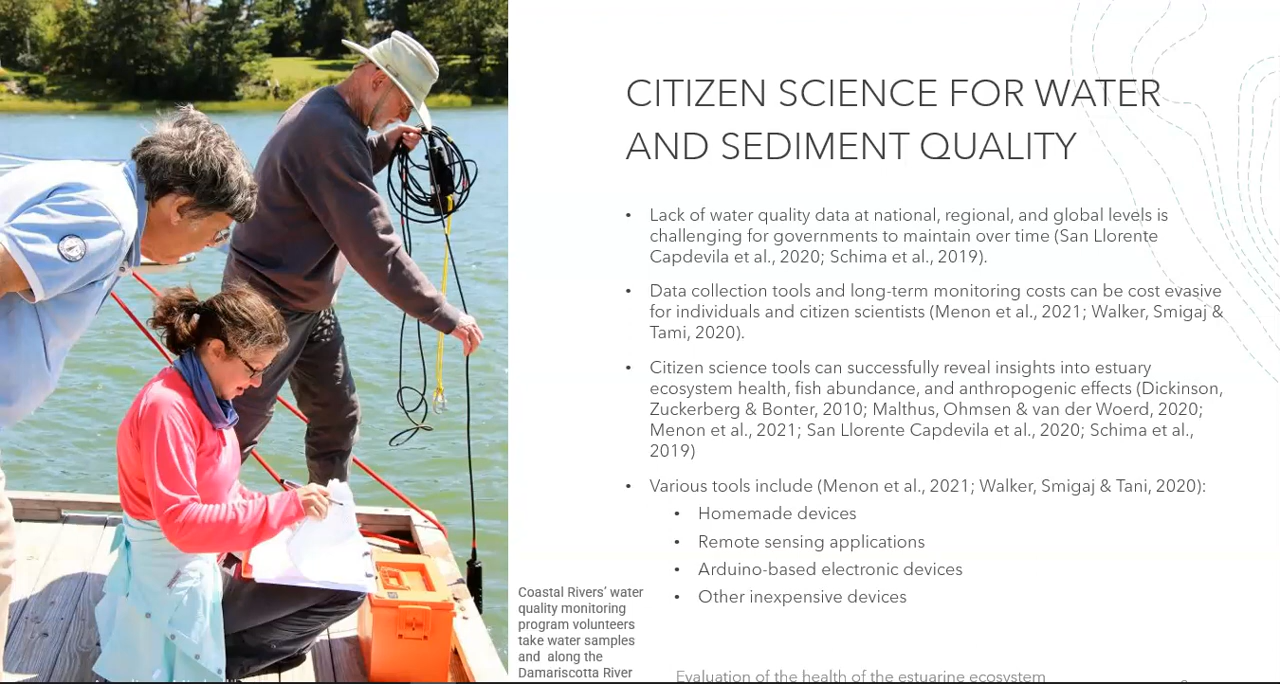 CITIZEN SCIENCE FOR WATER
AND SEDIMENT QUALITY
• Lack of water quality data at national, regional, and global levels is
challenging for governments to maintain over time (San Llorente
Capdevila et al., 2020; Schima et al., 2019).
• Data collection tools and long-term monitoring costs can be cost evasive
for individuals and citizen scientists (Menon et al., 2021; Walker, Smigaj &
Tami, 2020).
• Citizen science tools can successfully reveal insights into estuary
ecosystem health, fish abundance, and anthropogenic effects (Dickinson,
Zuckerberg & Bonter, 2010; Malthus, Ohmsen & van der Woerd, 2020;
Menon et al., 2021; San Llorente Capdevila et al., 2020; Schima et al.,
2019)
• Various tools include (Menon et al., 2021; Walker, Smigaj & Tani, 2020):
• Homemade devices
• Remote sensing applications
• Arduino-based electronic devices
• Other inexpensive devices
Coastal Rivers’ water
quality monitoring
program volunteers
take water samples
and along the
Damariscotta River
Evaluation of the health of the estuarine ecosystem